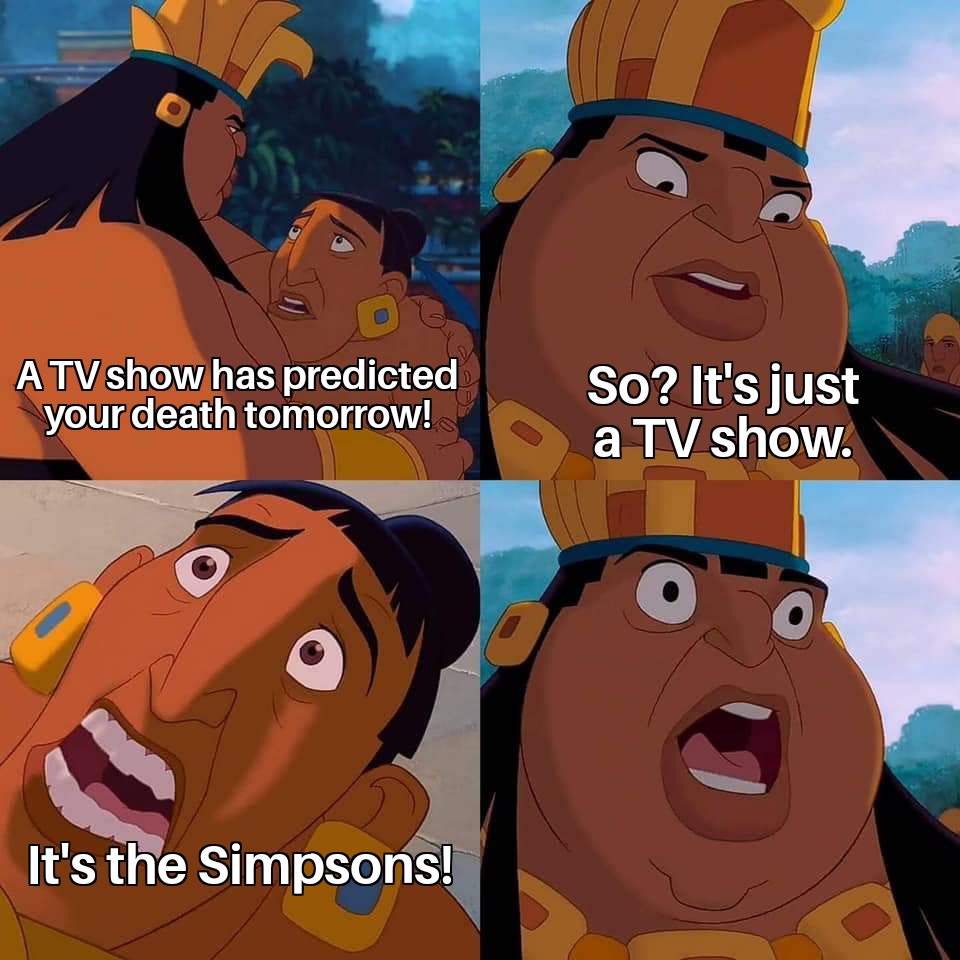 A TV show has predicted
your death tomorrow!
So? It's just
a TV show.
It's the Simpsons!